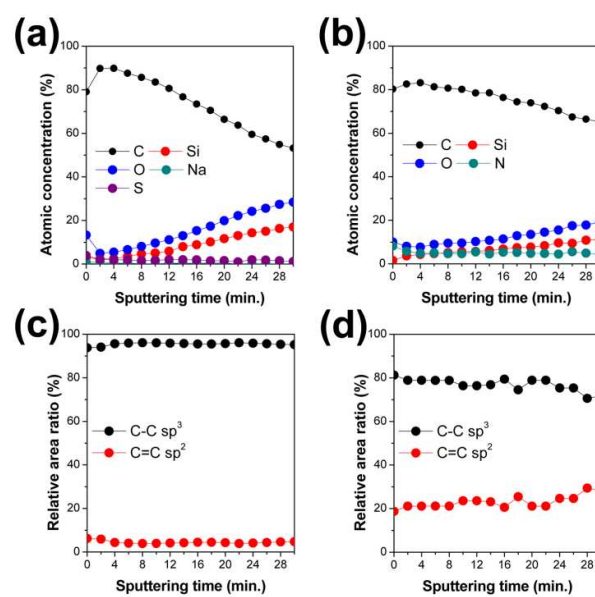 (a)
100
80
60
40
20
0
Atomic concentration (%)
C
Si
O
Na
S
0 4 8 12 16 20 24 28
Sputtering time (min.)
(b)
100
80
60
40
20
0
Atomic concentration (%)
C
Si
O
N
0 4 8 12 16 20 24 28
Sputtering time (min.)
(c)
100
80
60
40
20
0
Relative area ratio (%)
C-C sp³
C=C sp²
0 4 8 12 16 20 24 28
Sputtering time (min.)
(d)
100
80
60
40
20
0
Relative area ratio (%)
C-C sp³
C=C sp²
0 4 8 12 16 20 24 28
Sputtering time (min.)